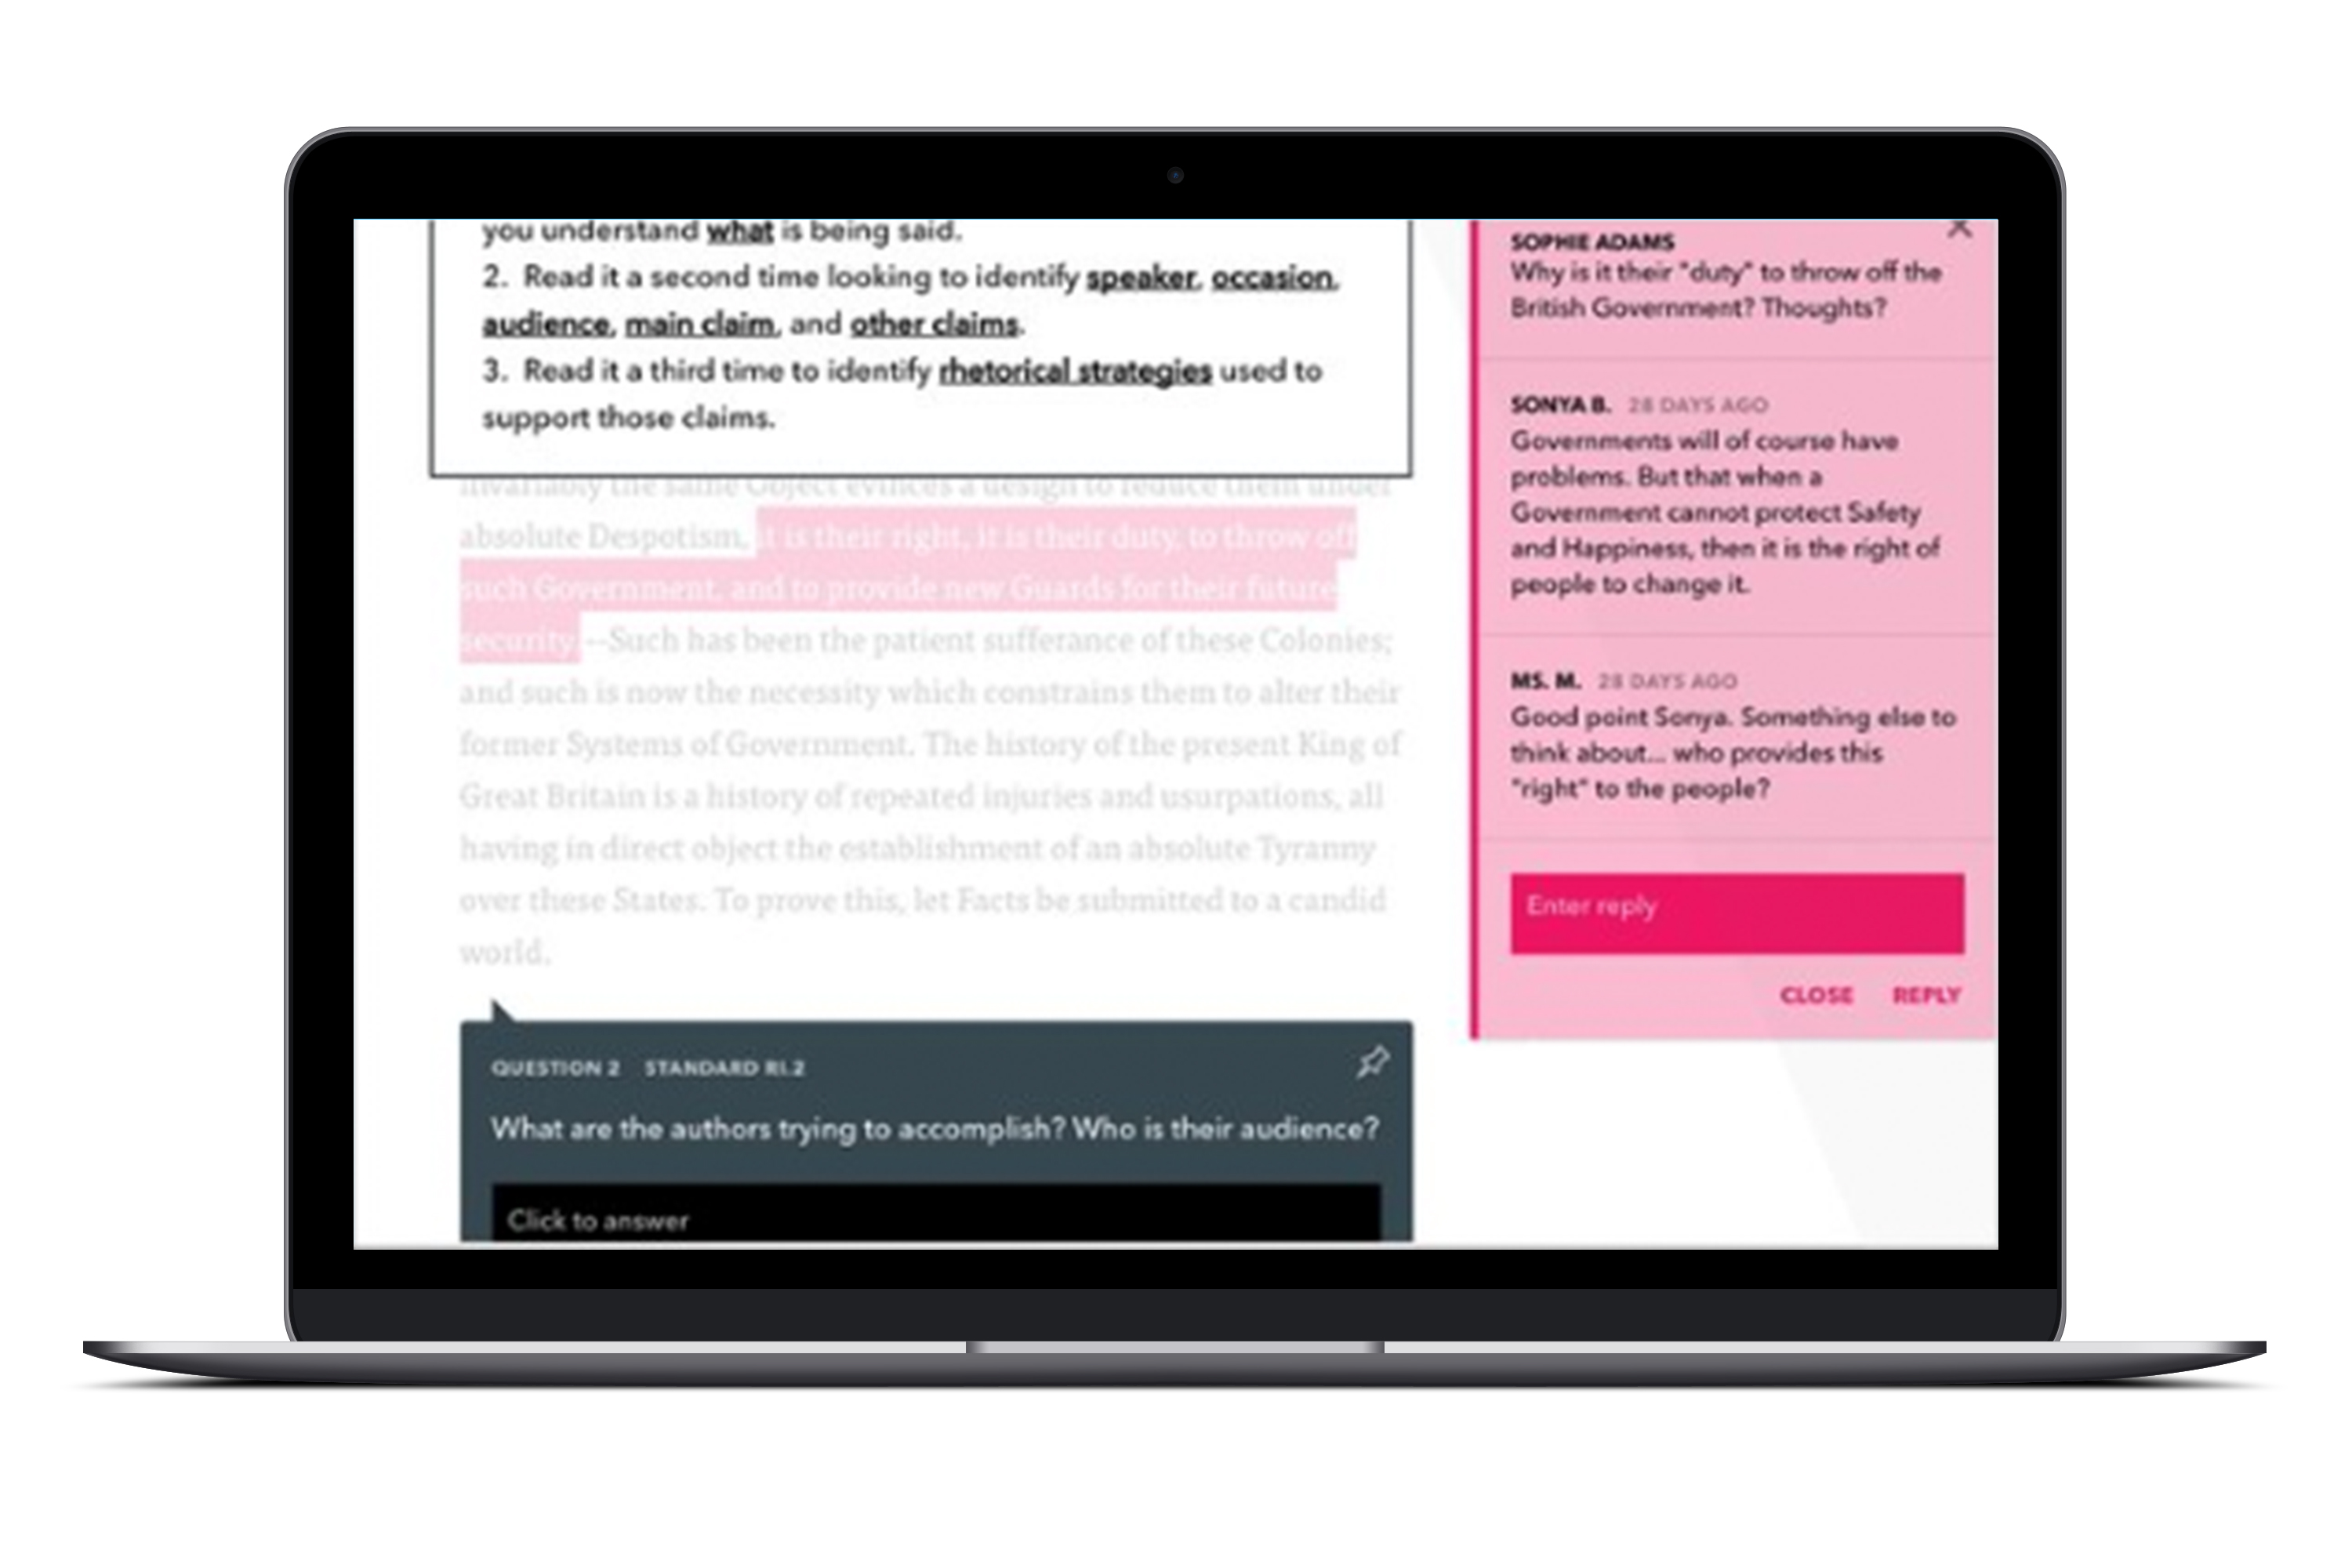 you understand what is being said.
2. Read it a second time looking to identify speaker, occasion,
audience, main claim, and other claims.
3. Read it a third time to identify rhetorical strategies used to
support those claims.
invariably the same Object evinces a design to reduce them under
absolute Despotism, it is their right, it is their duty, to throw off
such Government, and to provide new Guards for their future
security.--Such has been the patient sufferance of these Colonies;
and such is now the necessity which constrains them to alter their
former Systems of Government. The history of the present King of
Great Britain is a history of repeated injuries and usurpations, all
having in direct object the establishment of an absolute Tyranny
over these States. To prove this, let Facts be submitted to a candid
world.
QUESTION 2 STANDARD RI.2
What are the authors trying to accomplish? Who is their audience?
Click to answer
SOPHIE ADAMS
Why is it their "duty" to throw off the
British Government? Thoughts?
SONYA B. 28 DAYS AGO
Governments will of course have
problems. But that when a
Government cannot protect Safety
and Happiness, then it is the right of
people to change it.
MS. M. 28 DAYS AGO
Good point Sonya. Something else to
think about... who provides this
"right" to the people?
Enter reply
CLOSE REPLY